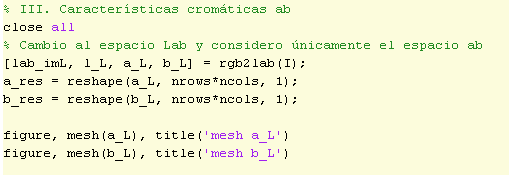 % III. Características cromáticas ab
close all
% Cambio al espacio Lab y considero únicamente el espacio ab
[lab_imL, l_L, a_L, b_L] = rgb2lab(I);
a_res = reshape(a_L, nrows*ncols, 1);
b_res = reshape(b_L, nrows*ncols, 1);
figure, mesh(a_L), title('mesh a_L')
figure, mesh(b_L), title('mesh b_L')